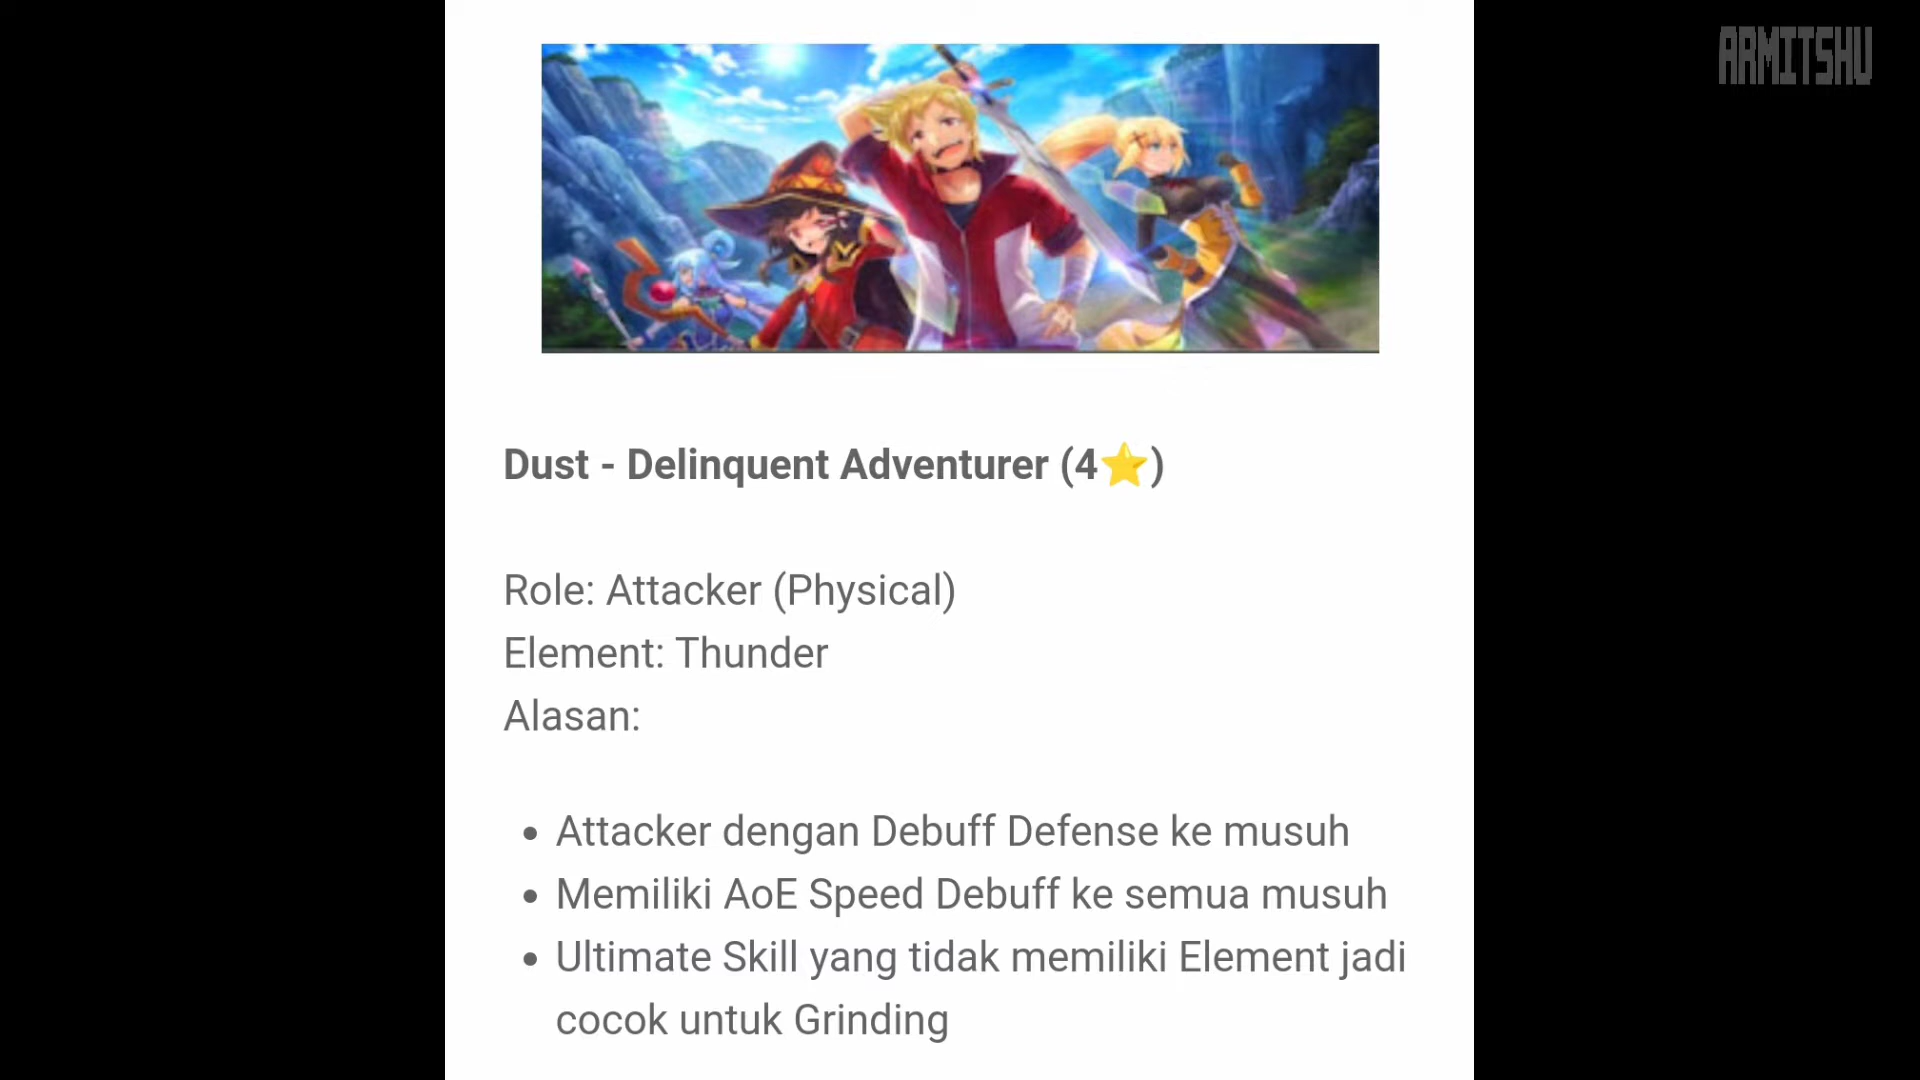 ARMITSHU
Dust - Delinquent Adventurer (4⭐)
Role: Attacker (Physical)
Element: Thunder
Alasan:
• Attacker dengan Debuff Defense ke musuh
• Memiliki AoE Speed Debuff ke semua musuh
• Ultimate Skill yang tidak memiliki Element jadi
cocok untuk Grinding